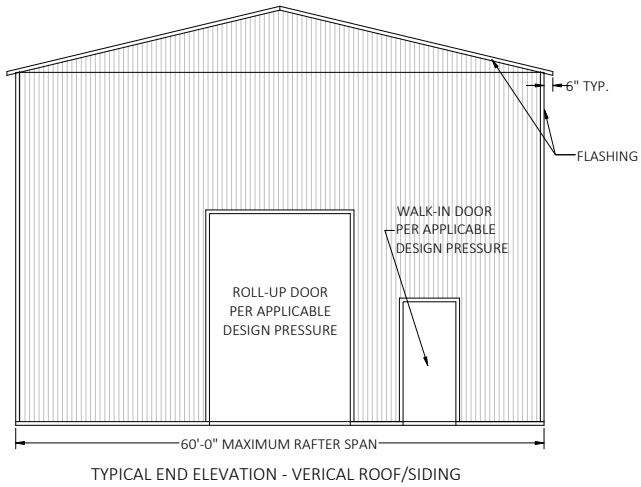 6" TYP.
FLASHING
WALK-IN DOOR
PER APPLICABLE
DESIGN PRESSURE
ROLL-UP DOOR
PER APPLICABLE
DESIGN PRESSURE
60'-0" MAXIMUM RAFTER SPAN
TYPICAL END ELEVATION - VERICAL ROOF/SIDING